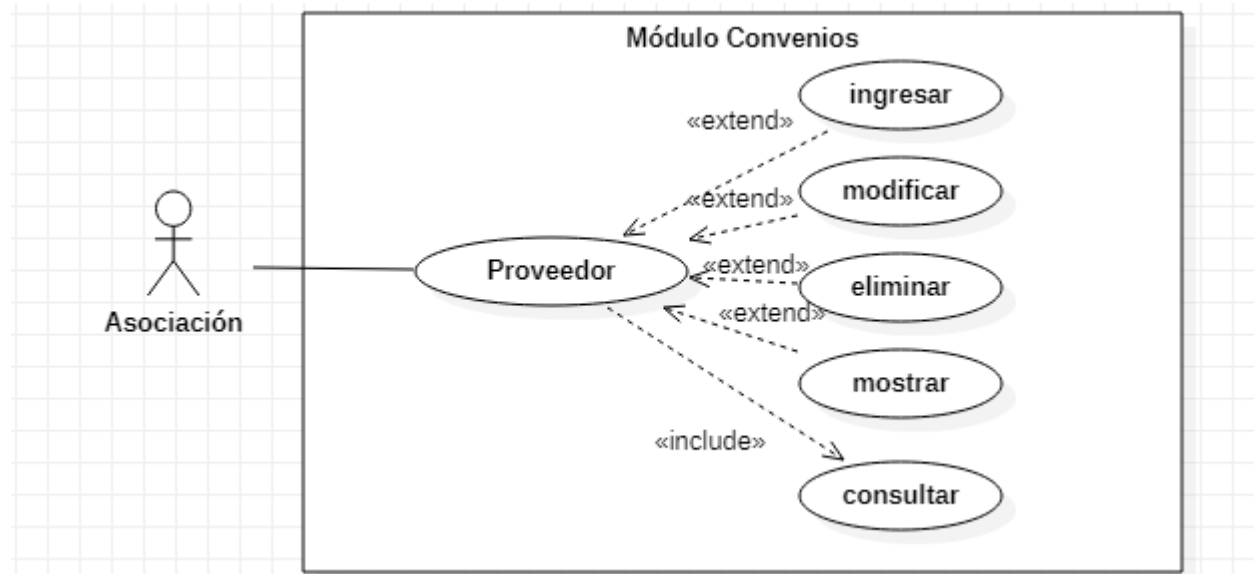 Módulo Convenios
ingresar
«extend»
modificar
«extend»
Proveedor
«extend»
eliminar
«extend»
Asociación
mostrar
«include»
consultar